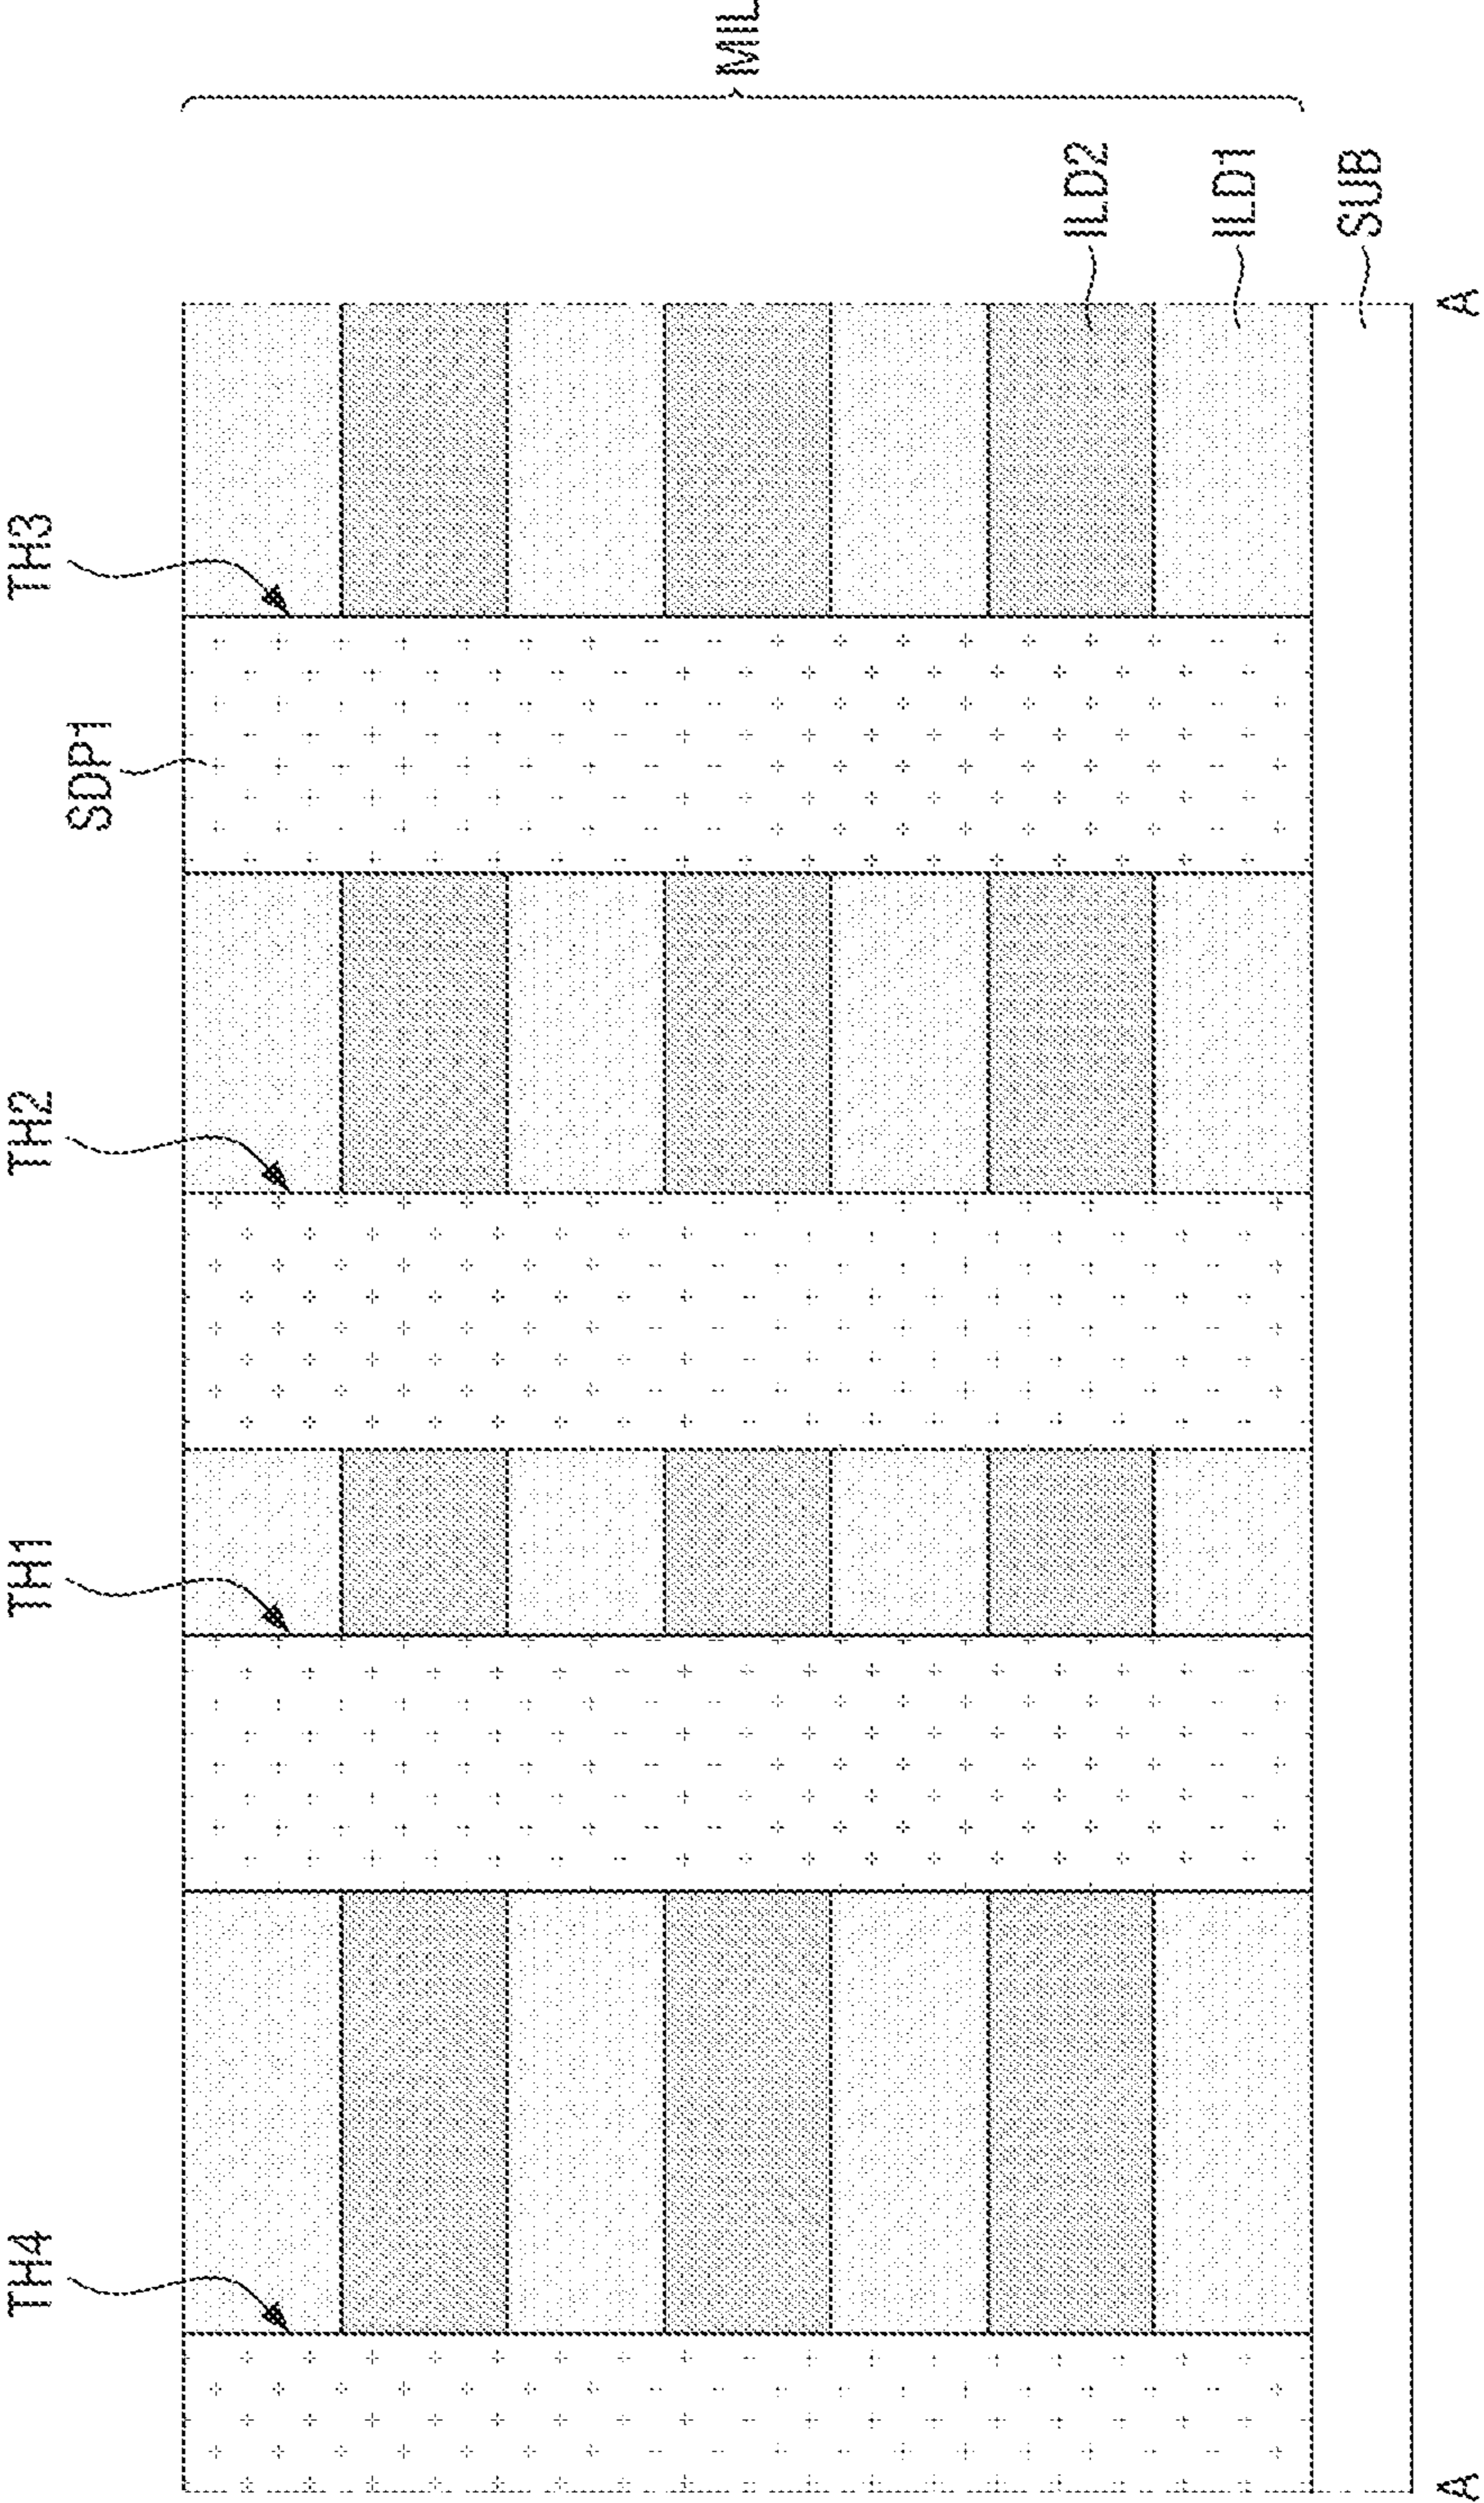 TH4
TH1
TH2
SDP1
TH3
MIL
ILD2
ILD1
SUB
A
A